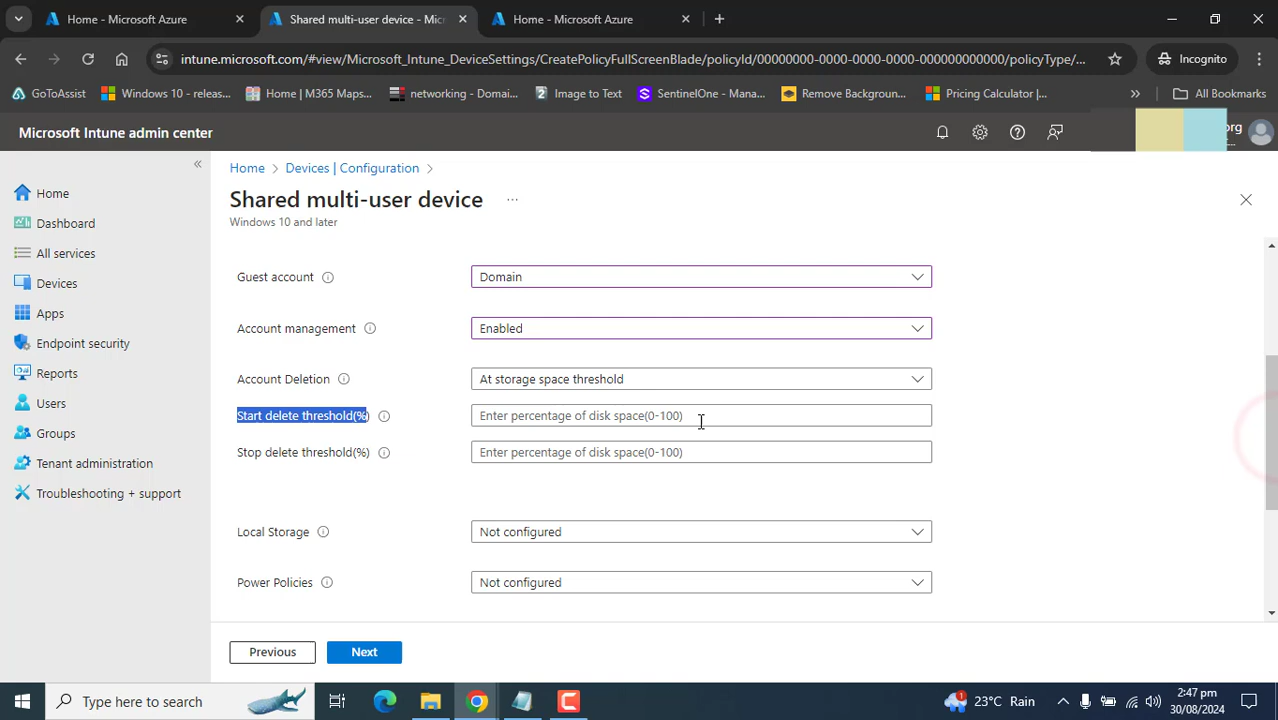 Home - Microsoft Azure
Shared multi-user device - Mic
Home - Microsoft Azure
intune.microsoft.com/#view/Microsoft_Intune_DeviceSettings/CreatePolicyFullScreenBlade/policyId/00000000-0000-0000-0000-000000000000/policyType/...
Incognito
GoToAssist
Windows 10 - releas...
Home | M365 Maps...
networking - Domai...
Image to Text
SentinelOne - Mana...
Remove Backgroun...
Pricing Calculator |...
All Bookmarks
Microsoft Intune admin center
org
Home
Dashboard
All services
Devices
Apps
Endpoint security
Reports
Users
Groups
Tenant administration
Troubleshooting + support
Home > Devices | Configuration >
Shared multi-user device ...
Windows 10 and later
Guest account
Domain
Account management
Enabled
Account Deletion
At storage space threshold
Start delete threshold(%)
Enter percentage of disk space(0-100)
Stop delete threshold(%)
Enter percentage of disk space(0-100)
Local Storage
Not configured
Power Policies
Not configured
Previous
Next
Type here to search
1
23°C Rain
2:47 pm
30/08/2024